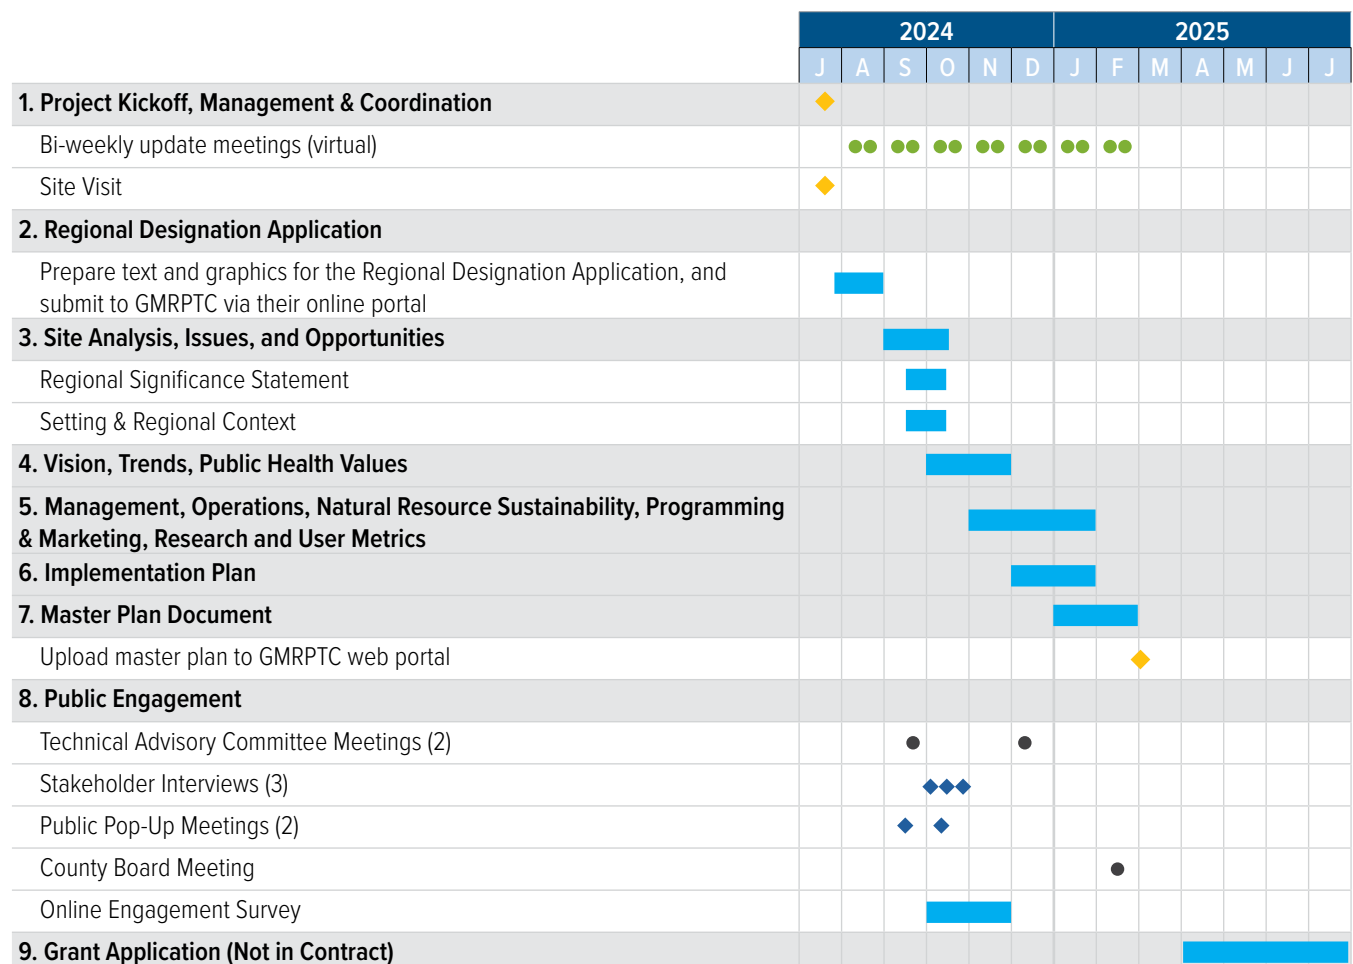 2024 2025
J A S O N D J F M A M J J
1. Project Kickoff, Management & Coordination
Bi-weekly update meetings (virtual)
Site Visit
2. Regional Designation Application
Prepare text and graphics for the Regional Designation Application, and
submit to GMRPTC via their online portal
3. Site Analysis, Issues, and Opportunities
Regional Significance Statement
Setting & Regional Context
4. Vision, Trends, Public Health Values
5. Management, Operations, Natural Resource Sustainability, Programming
& Marketing, Research and User Metrics
6. Implementation Plan
7. Master Plan Document
Upload master plan to GMRPTC web portal
8. Public Engagement
Technical Advisory Committee Meetings (2)
Stakeholder Interviews (3)
Public Pop-Up Meetings (2)
County Board Meeting
Online Engagement Survey
9. Grant Application (Not in Contract)